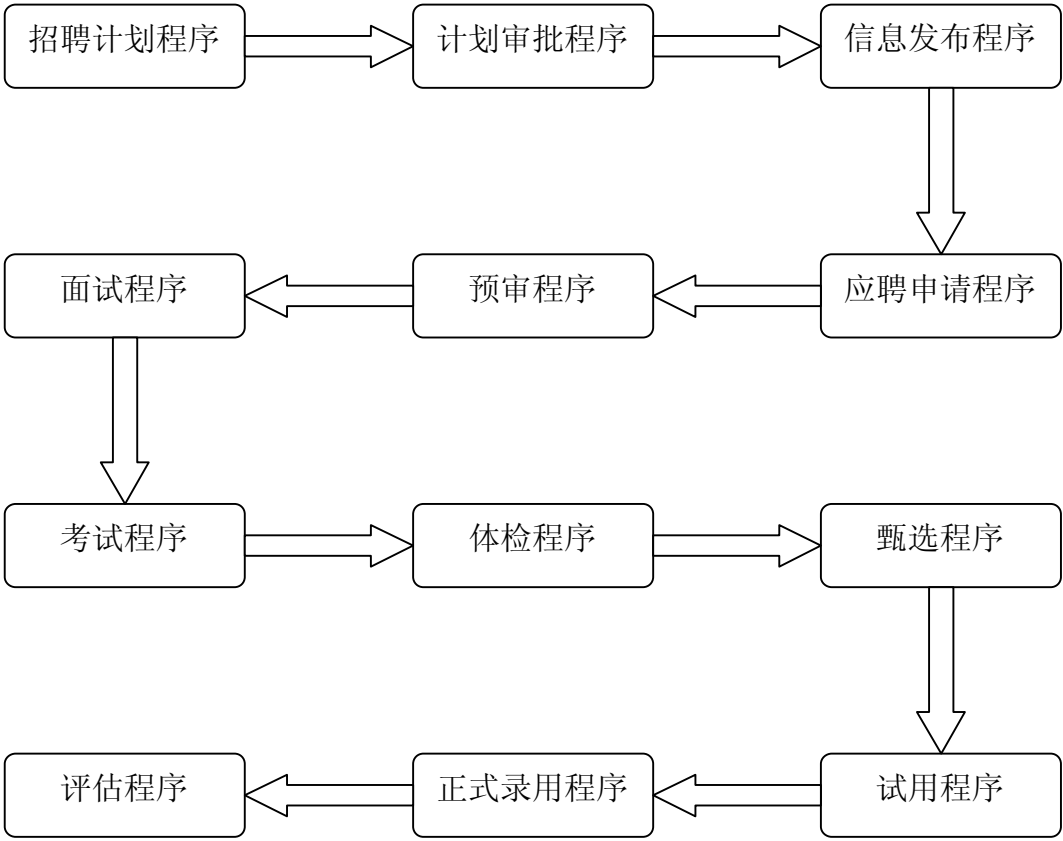 招聘计划程序
计划审批程序
信息发布程序
应聘申请程序
预审程序
面试程序
考试程序
体检程序
甄选程序
试用程序
正式录用程序
评估程序